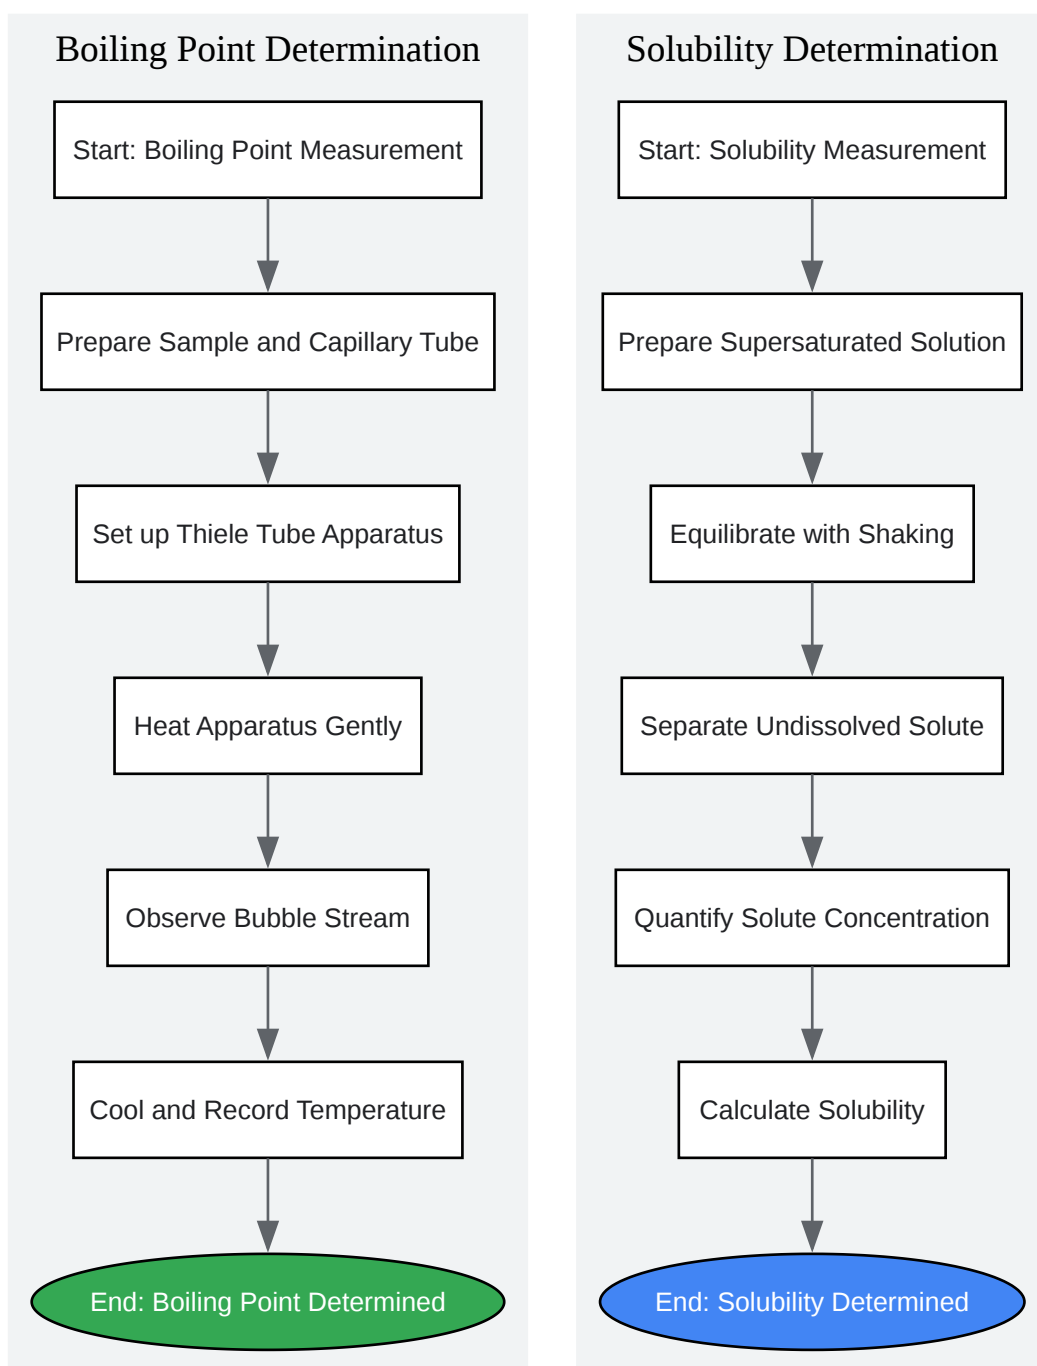 Boiling Point Determination
Start: Boiling Point Measurement
Prepare Sample and Capillary Tube
Set up Thiele Tube Apparatus
Heat Apparatus Gently
Observe Bubble Stream
Cool and Record Temperature
End: Boiling Point Determined
Solubility Determination
Start: Solubility Measurement
Prepare Supersaturated Solution
Equilibrate with Shaking
Separate Undissolved Solute
Quantify Solute Concentration
Calculate Solubility
End: Solubility Determined